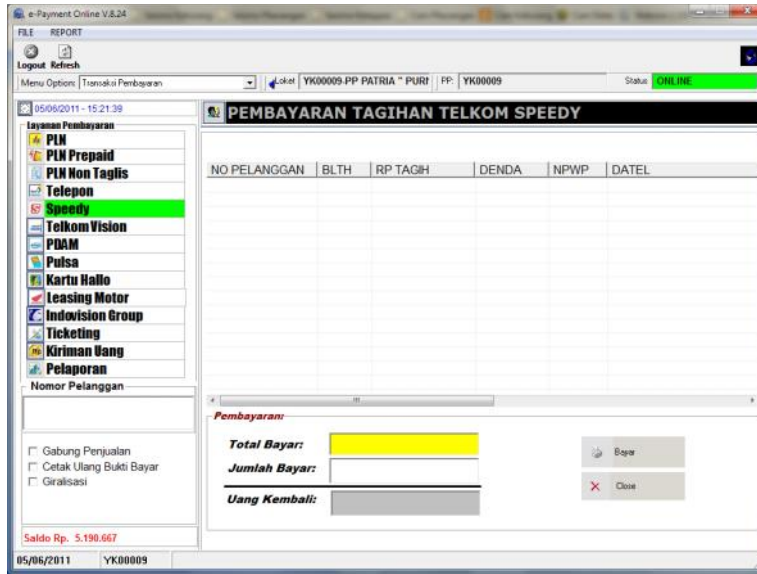 e-Payment Online V.8.24
FILE REPORT
Logout Refresh
Menu Option: Transaksi Pembayaran Loket YK00009-PP PATRIA " PURI PP: YK00009 Status ONLINE
05/06/2011 - 15:21:39
PEMBAYARAN TAGIHAN TELKOM SPEEDY
Layanan Pembayaran
PLN
PLN Prepaid
PLN Non Taglis
Telepon
Speedy
Telkom Vision
PDAM
Pulsa
Kartu Hallo
Leasing Motor
Indovision Group
Ticketing
Kiriman Uang
Pelaporan
NO PELANGGAN BLTH RP TAGIH DENDA NPWP DATEL
Nomor Pelanggan
Gabung Penjualan
Cetak Ulang Bukti Bayar
Giralisasi
Pembayaran:
Total Bayar:
Jumlah Bayar:
Uang Kembali:
Bayar
Close
Saldo Rp. 5.190.667
05/06/2011 YK00009